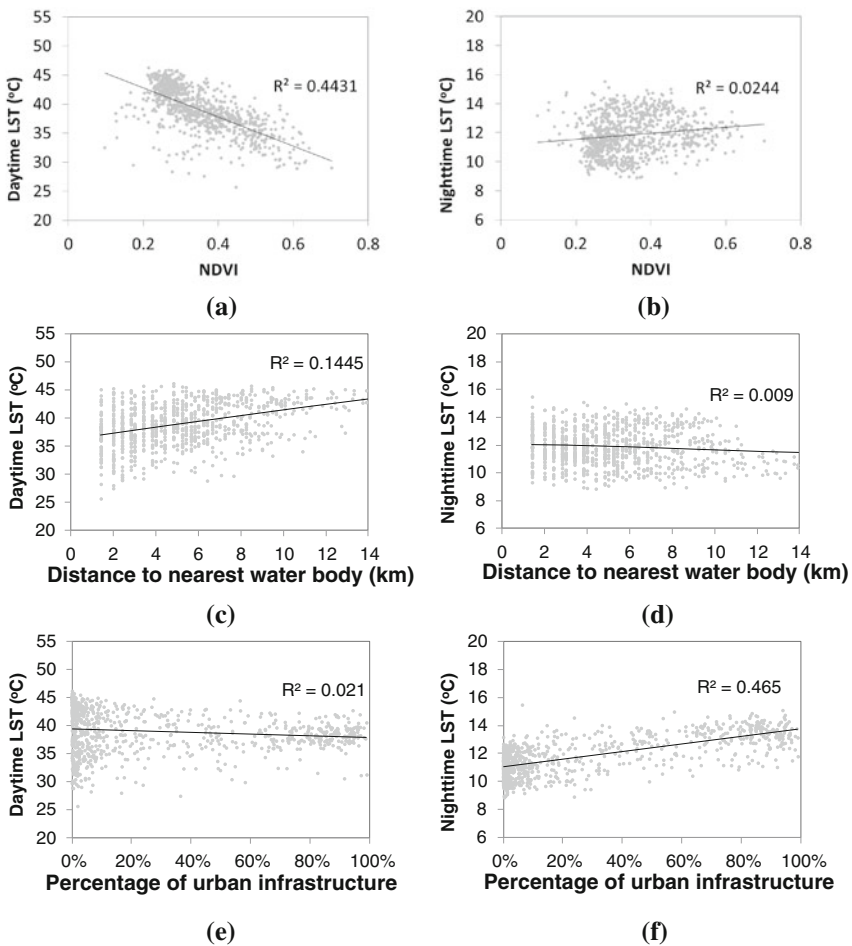 55
50
45
40
35
30
25
20
Daytime LST (ºC)
R² = 0.4431
0 0.2 0.4 0.6 0.8
NDVI
(a)
20
18
16
14
12
10
8
6
Nighttime LST (ºC)
R² = 0.0244
0 0.2 0.4 0.6 0.8
NDVI
(b)
55
50
45
40
35
30
25
20
Daytime LST (ºC)
R² = 0.1445
0 2 4 6 8 10 12 14
Distance to nearest water body (km)
(c)
20
18
16
14
12
10
8
6
Nighttime LST (ºC)
R² = 0.009
0 2 4 6 8 10 12 14
Distance to nearest water body (km)
(d)
55
50
45
40
35
30
25
20
Daytime LST (ºC)
R² = 0.021
0% 20% 40% 60% 80% 100%
Percentage of urban infrastructure
(e)
20
18
16
14
12
10
8
6
Nighttime LST (ºC)
R² = 0.465
0% 20% 40% 60% 80% 100%
Percentage of urban infrastructure
(f)